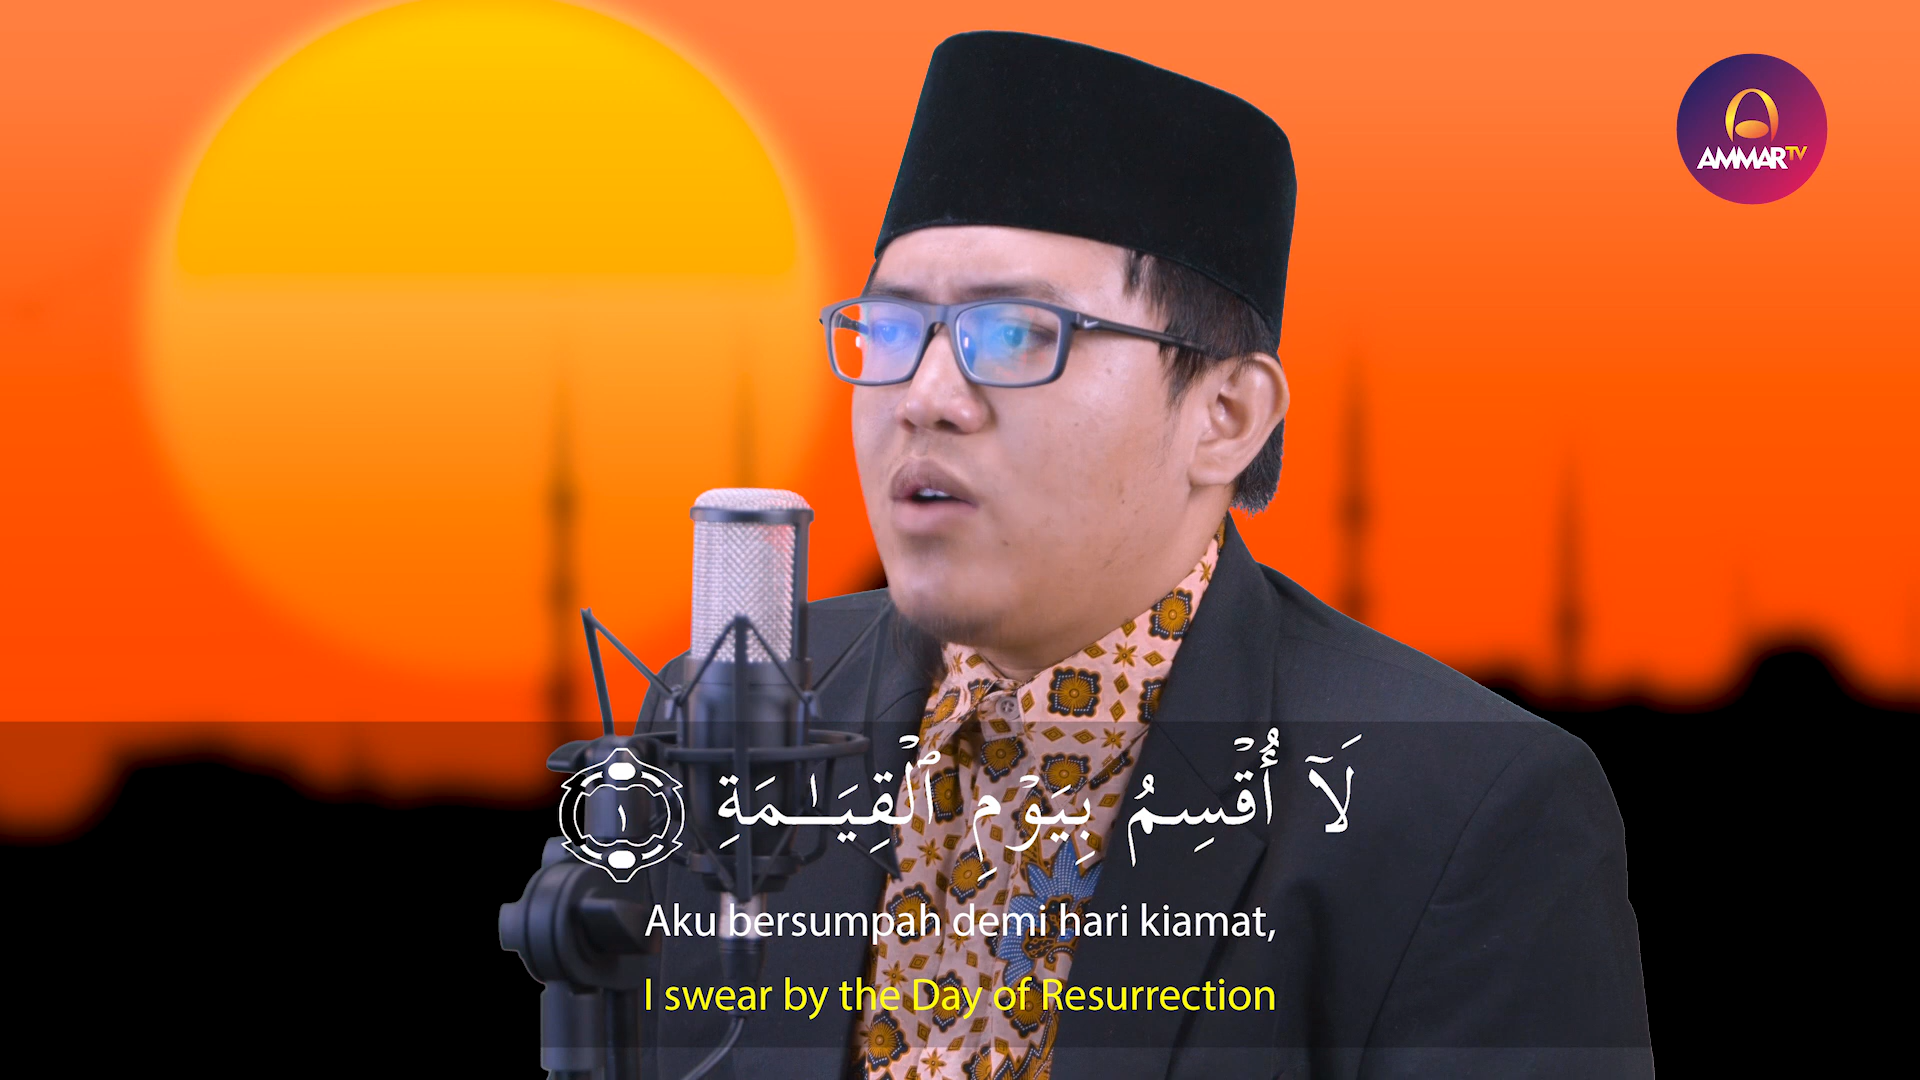 AMMARTV
لَآ أُقْسِمُ بِيَوْمِ ٱلْقِيَـٰمَةِ ١
Aku bersumpah demi hari kiamat,
I swear by the Day of Resurrection